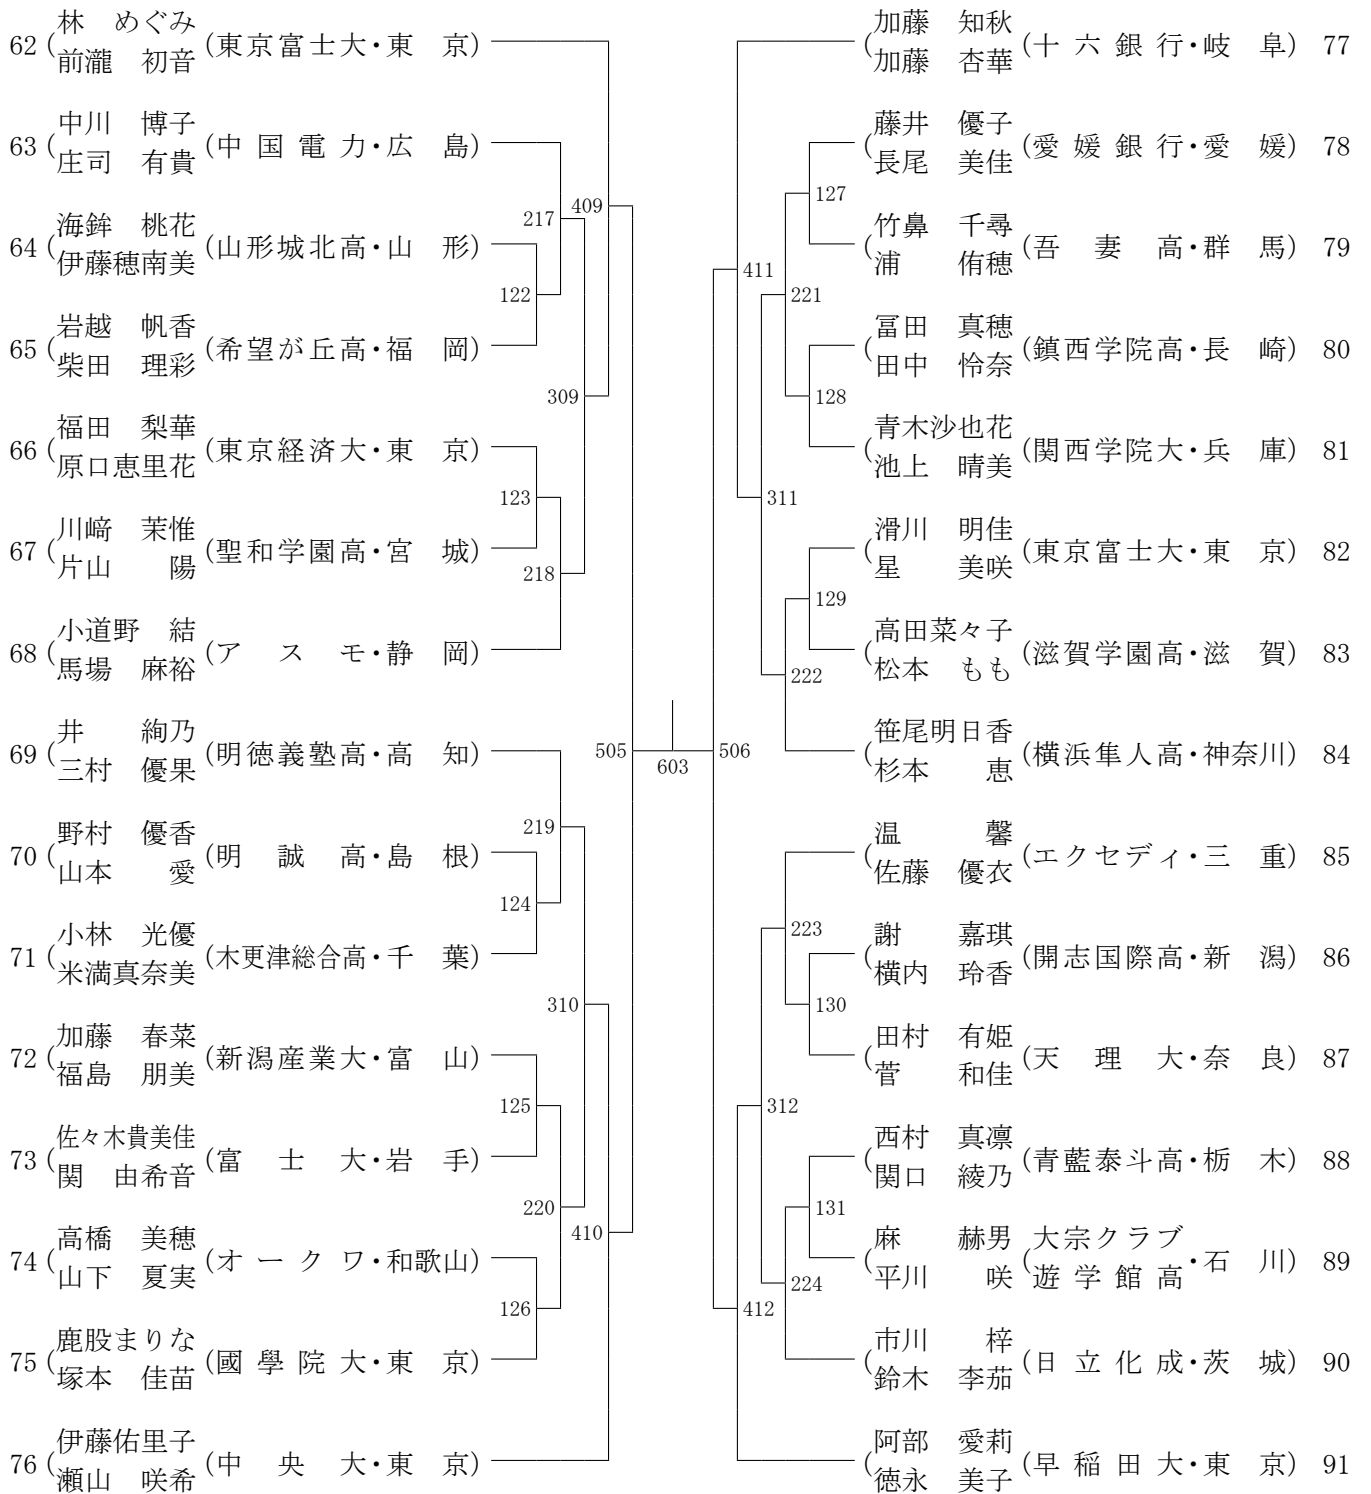 62 (林 めぐみ
前瀧 初音 (東京富士大・東 京)
63 (中川 博子
庄司 有貴 (中国電力・広 島)
64 (海鉾 桃花
伊藤穂南美 (山形城北高・山 形)
65 (岩越 帆香
柴田 理彩 (希望が丘高・福 岡)
66 (福田 梨華
原口恵里花 (東京経済大・東 京)
67 (川﨑 茉惟
片山 陽 (聖和学園高・宮 城)
68 (小道野 結
馬場 麻裕 (アスモ・静 岡)
69 (井 絢乃
三村 優果 (明徳義塾高・高 知)
70 (野村 優香
山本 愛 (明誠高・島 根)
71 (小林 光優
米満真奈美 (木更津総合高・千 葉)
72 (加藤 春菜
福島 朋美 (新潟産業大・富 山)
73 (佐々木貴美佳
関 由希音 (富士大・岩 手)
74 (高橋 美穂
山下 夏実 (オークワ・和歌山)
75 (鹿股まりな
塚本 佳苗 (國學院大・東 京)
76 (伊藤佑里子
瀬山 咲希 (中央大・東 京)
217
122
123
218
309
409
219
124
125
220
126
310
410
505
603
506
411
127
221
128
311
129
222
223
130
312
131
224
412
(加藤 知秋
加藤 杏華 (十六銀行・岐 阜) 77
(藤井 優子
長尾 美佳 (愛媛銀行・愛 媛) 78
(竹鼻 千尋
浦 侑穂 (吾妻高・群 馬) 79
(冨田 真穂
田中 怜奈 (鎮西学院高・長 崎) 80
(青木沙也花
池上 晴美 (関西学院大・兵 庫) 81
(滑川 明佳
星 美咲 (東京富士大・東 京) 82
(高田菜々子
松本 もも (滋賀学園高・滋 賀) 83
(笹尾明日香
杉本 恵 (横浜隼人高・神奈川) 84
(温 馨
佐藤 優衣 (エクセディ・三 重) 85
(謝 嘉琪
横内 玲香 (開志国際高・新 潟) 86
(田村 有姫
菅 和佳 (天理大・奈 良) 87
(西村 真凛
関口 綾乃 (青藍泰斗高・栃 木) 88
(麻 赫男
平川 咲 (大宗クラブ
遊学館高・石 川) 89
(市川 梓
鈴木 李茄 (日立化成・茨 城) 90
(阿部 愛莉
徳永 美子 (早稲田大・東 京) 91